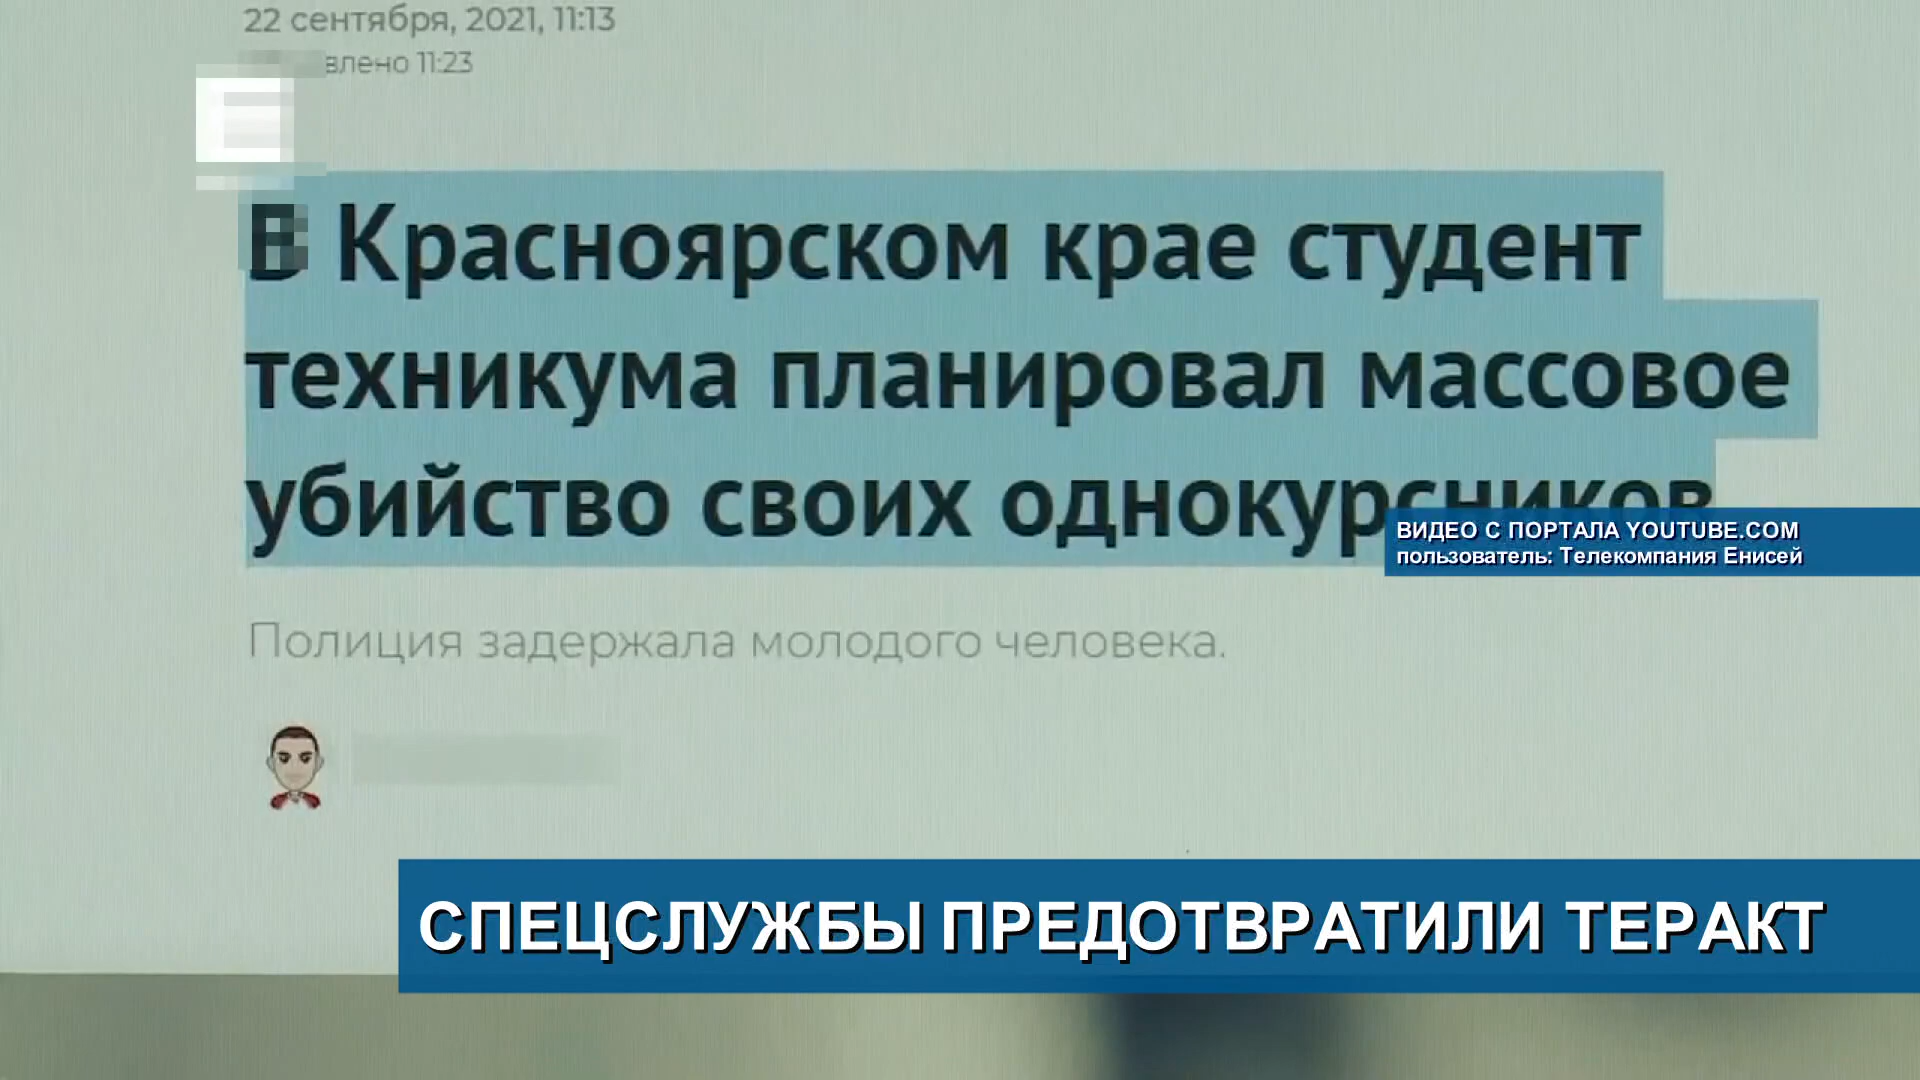 22 сентября, 2021, 11:13
влено 11:23
В Красноярском крае студент
техникума планировал массовое
убийство своих однокурсников
ВИДЕО С ПОРТАЛА YOUTUBE.COM
пользователь: Телекомпания Енисей
Полиция задержала молодого человека.
СПЕЦСЛУЖБЫ ПРЕДОТВРАТИЛИ ТЕРАКТ